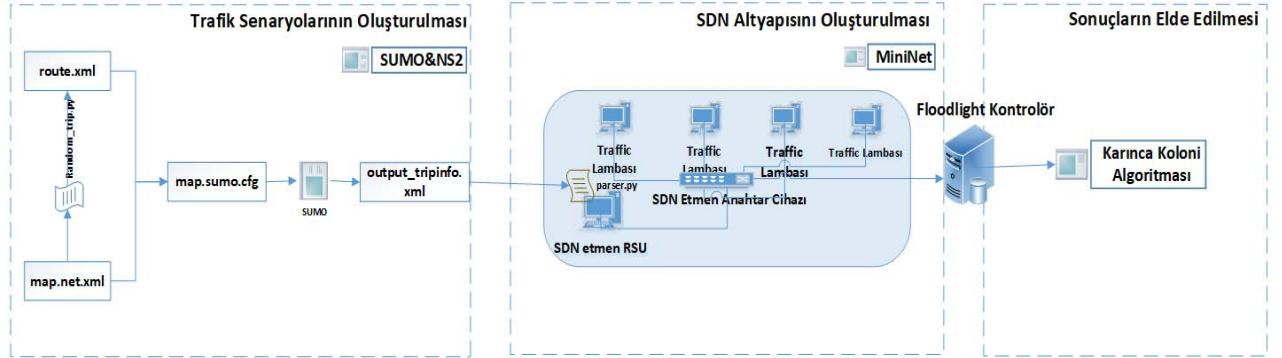 Trafik Senaryolarının Oluşturulması
SUMO&NS2
route.xml
Random_trip.py
map.sumo.cfg
SUMO
output_tripinfo.
xml
map.net.xml
SDN Altyapısını Oluşturulması
MiniNet
Traffic
Lambası
Traffic
Lambası
Traffic
Lambası
Traffic Lambası
parser.py
SDN Etmen Anahtar Cihazı
SDN etmen RSU
Floodlight Kontrolör
Sonuçların Elde Edilmesi
Karınca Koloni
Algoritması